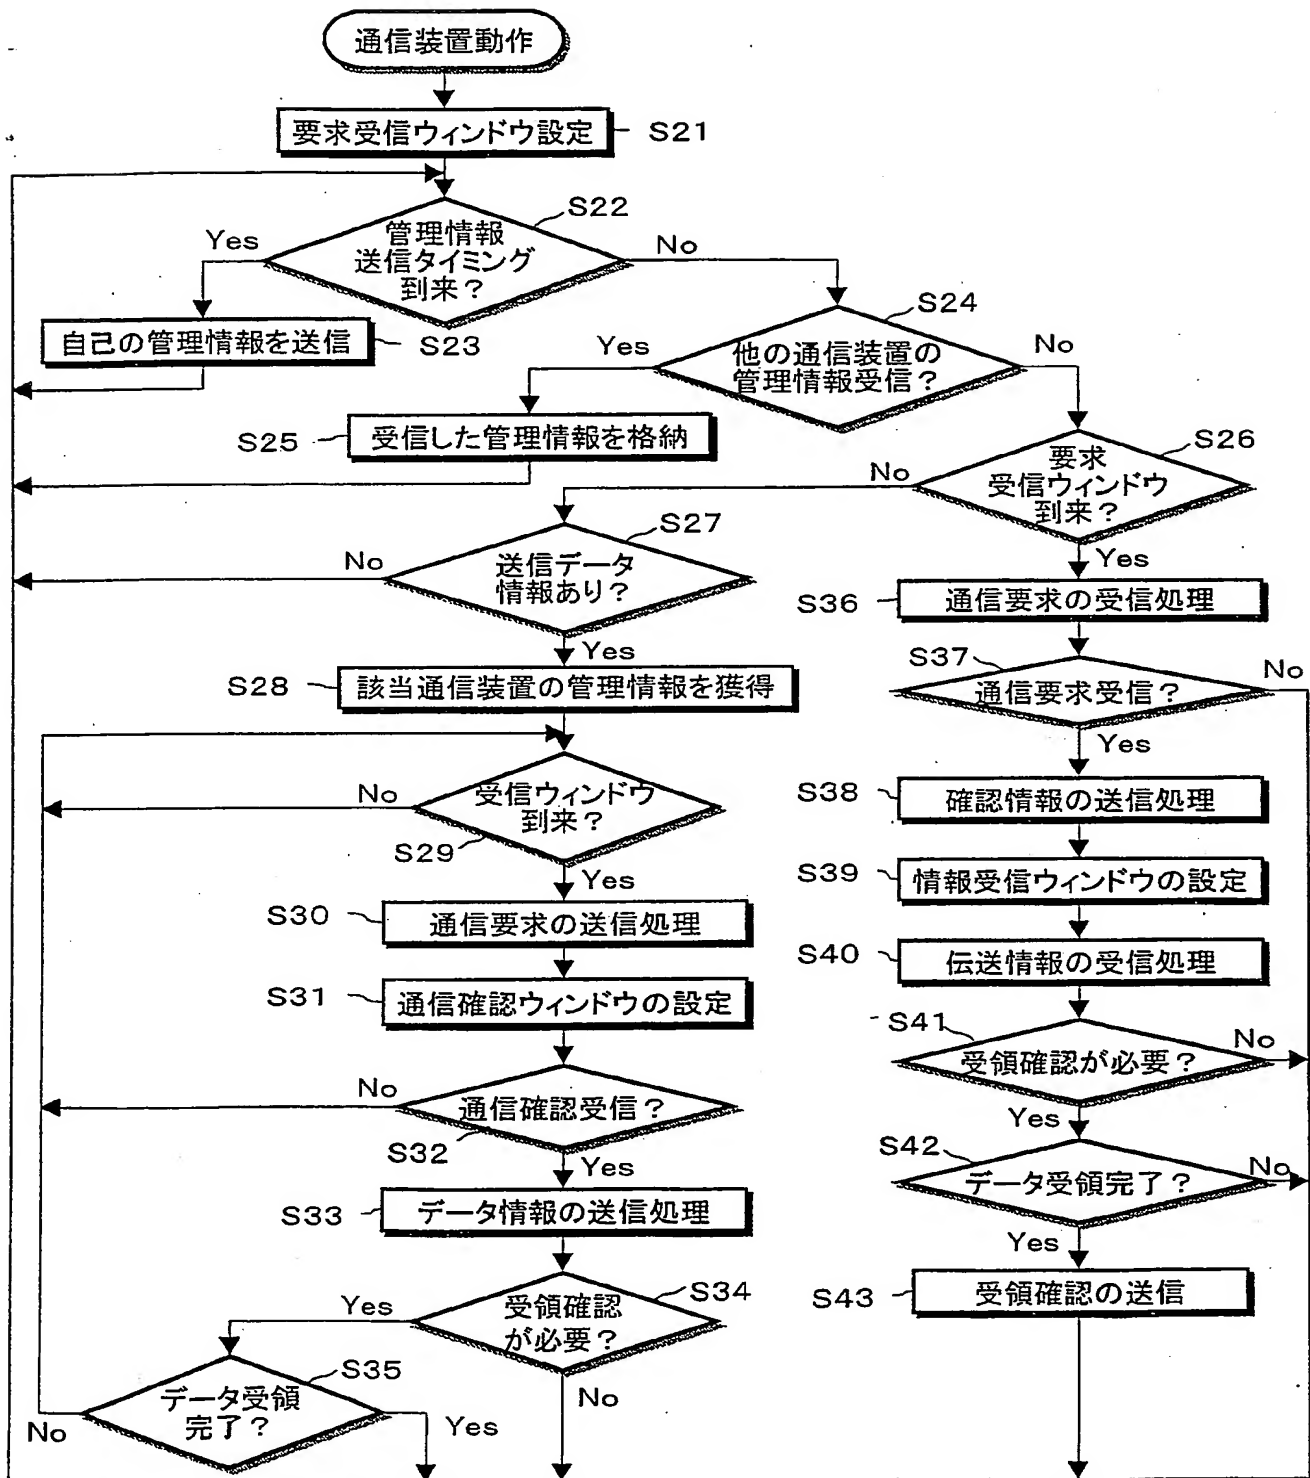 通信装置動作
要求受信ウィンドウ設定
S21
S22
Yes
管理情報
送信タイミング
到来?
No
自己の管理情報を送信
S23
S24
Yes
他の通信装置の
管理情報受信?
No
S25
受信した管理情報を格納
S26
No
要求
受信ウィンドウ
到来?
Yes
S27
No
送信データ
情報あり?
Yes
S36
通信要求の受信処理
S28
該当通信装置の管理情報を獲得
S37
通信要求受信?
No
Yes
No
受信ウィンドウ
到来?
S29
Yes
S38
確認情報の送信処理
S30
通信要求の送信処理
S39
情報受信ウィンドウの設定
S31
通信確認ウィンドウの設定
S40
伝送情報の受信処理
S41
受領確認が必要?
No
Yes
No
通信確認受信?
S32
Yes
S42
データ受領完了?
No
Yes
S33
データ情報の送信処理
S43
受領確認の送信
S34
Yes
受領確認
が必要?
No
S35
データ受領
完了?
No
Yes